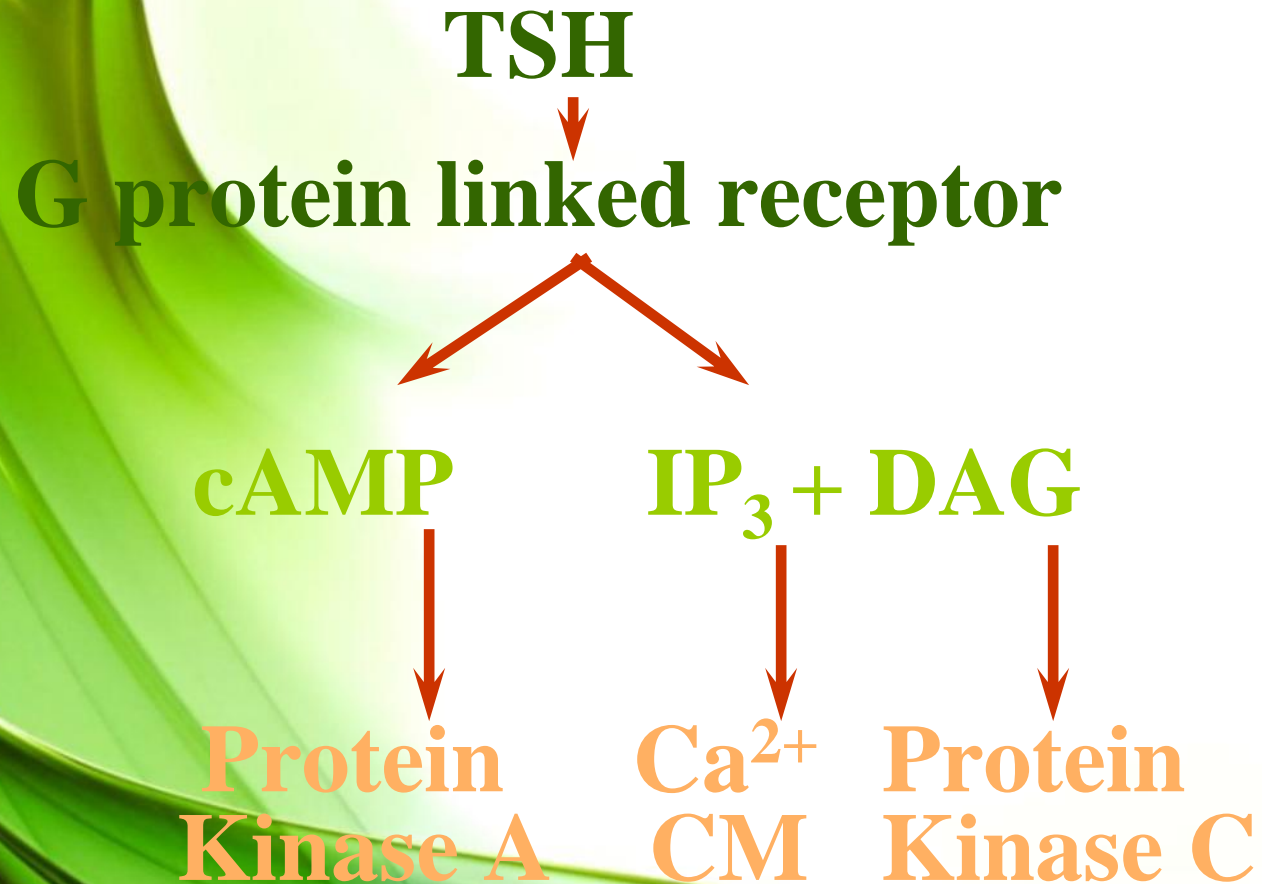 TSH
G protein linked receptor
cAMP IP₃ + DAG
Protein Ca²⁺ Protein
Kinase A CM Kinase C